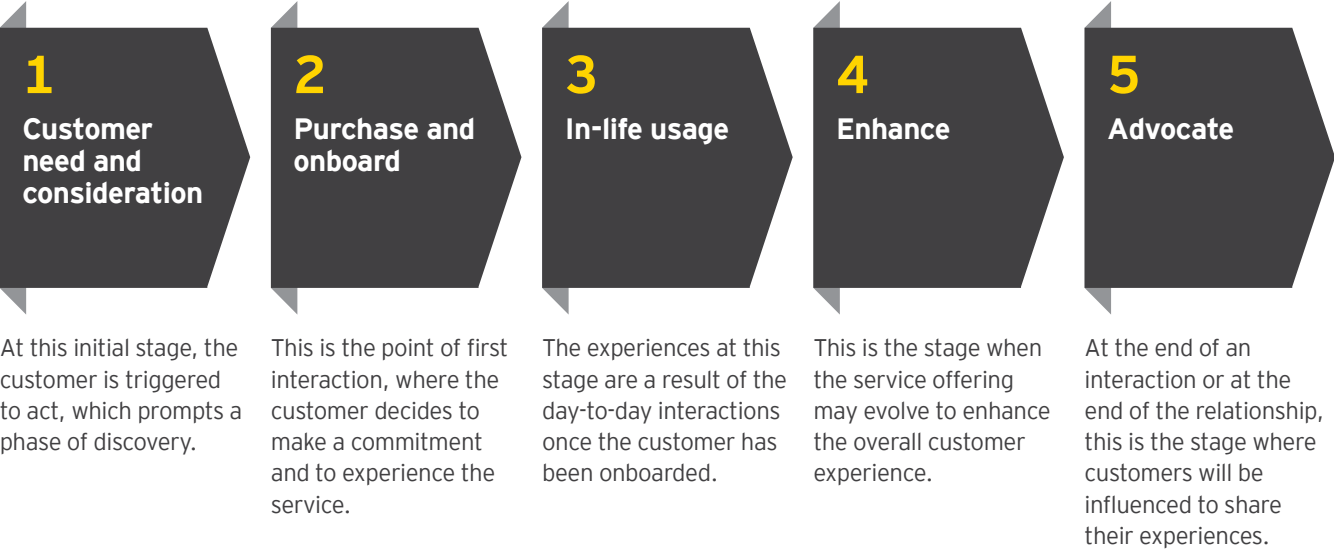 1
Customer
need and
consideration
At this initial stage, the
customer is triggered
to act, which prompts a
phase of discovery.
2
Purchase and
onboard
This is the point of first
interaction, where the
customer decides to
make a commitment
and to experience the
service.
3
In-life usage
The experiences at this
stage are a result of the
day-to-day interactions
once the customer has
been onboarded.
4
Enhance
This is the stage when
the service offering
may evolve to enhance
the overall customer
experience.
5
Advocate
At the end of an
interaction or at the
end of the relationship,
this is the stage where
customers will be
influenced to share
their experiences.